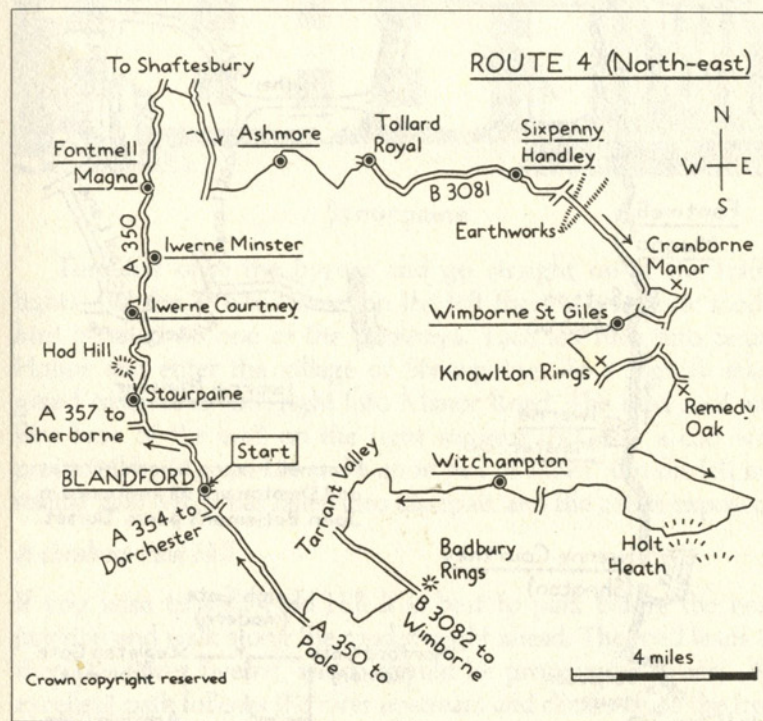 ROUTE 4 (North-east)
To Shaftesbury
Ashmore
Tollard
Royal
Sixpenny
Handley
N
W E
S
Fontmell
Magna
B 3081
Earthworks
A 350
Iwerne Minster
Cranborne
Manor
Iwerne Courtney
Wimborne St Giles
Hod Hill
Knowlton Rings
Stourpaine
Remedy
Oak
A 357 to
Sherborne
Start
BLANDFORD
Tarrant Valley
Witchampton
A 354 to
Dorchester
Badbury
Rings
Holt
Heath
B 3082 to
Wimborne
A 350 to
Poole
4 miles
Crown copyright reserved